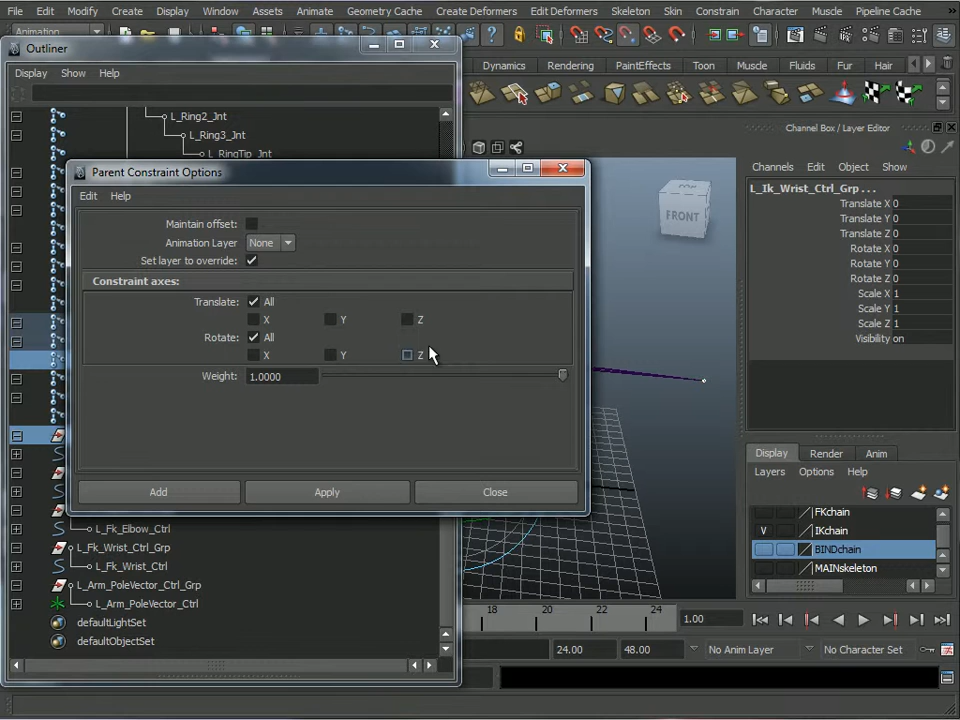 File Edit Modify Create Display Window Assets Animate Geometry Cache Create Deformers Edit Deformers Skeleton Skin Constrain Character Muscle Pipeline Cache
Animation
Outliner
Display Show Help
Dynamics Rendering PaintEffects Toon Muscle Fluids Fur Hair
L_Ring2_Jnt
L_Ring3_Jnt
L_RingTip_Jnt
Parent Constraint Options
Edit Help
Maintain offset:
Animation Layer None
Set layer to override:
Constraint axes:
Translate: All
X Y Z
Rotate: All
X Y Z
Weight: 1.0000
Add Apply Close
L_Fk_Elbow_Ctrl
L_Fk_Wrist_Ctrl_Grp
L_Fk_Wrist_Ctrl
L_Arm_PoleVector_Ctrl_Grp
L_Arm_PoleVector_Ctrl
defaultLightSet
defaultObjectSet
FRONT
Channel Box / Layer Editor
Channels Edit Object Show
L_Ik_Wrist_Ctrl_Grp . . .
Translate X 0
Translate Y 0
Translate Z 0
Rotate X 0
Rotate Y 0
Rotate Z 0
Scale X 1
Scale Y 1
Scale Z 1
Visibility on
Display Render Anim
Layers Options Help
FKchain
V IKchain
BINDchain
MAINskeleton
18 20 22 24 1.00
24.00 48.00 No Anim Layer No Character Set